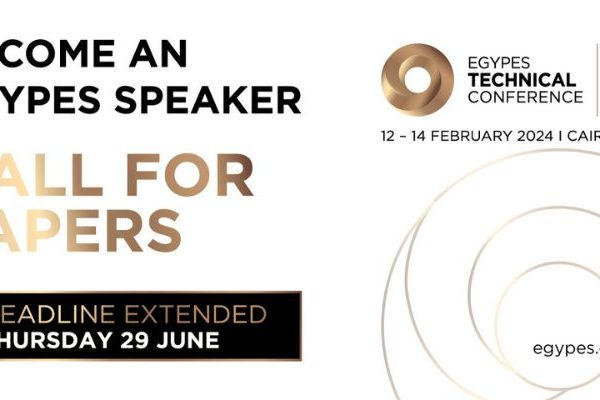 COME AN
YPES SPEAKER
ALL FOR
APERS
EADLINE EXTENDED
HURSDAY 29 JUNE
EGYPES
TECHNICAL
CONFERENCE
12 – 14 FEBRUARY 2024 I CAIR
egypes.